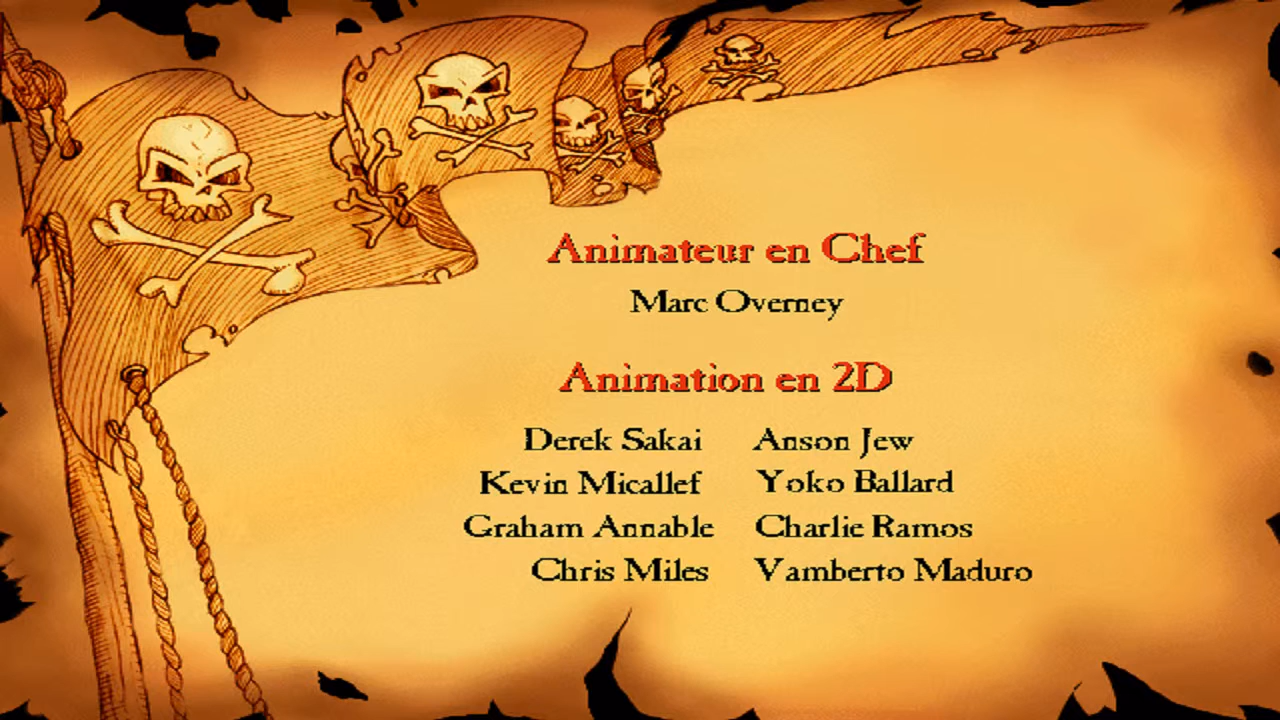 Animateur en Chef
Marc Overney
Animation en 2D
Derek Sakai Anson Jew
Kevin Micallef Yoko Ballard
Graham Annable Charlie Ramos
Chris Miles Vamberto Maduro